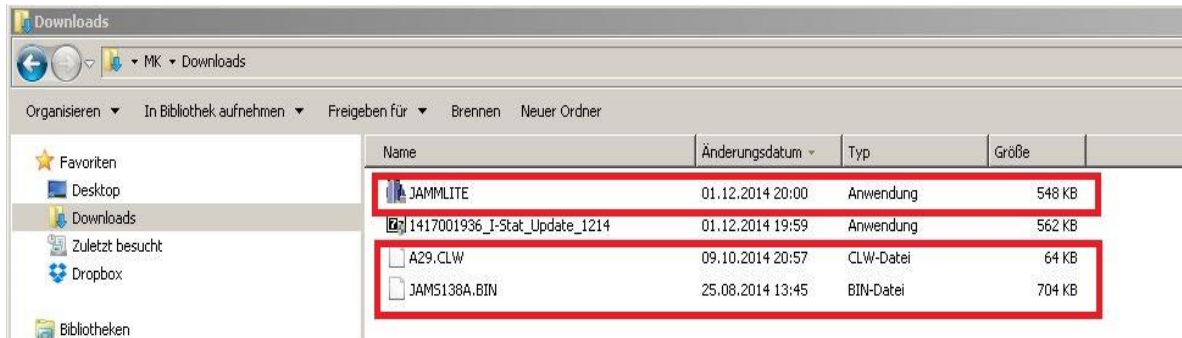 Downloads
MK Downloads
Organisieren In Bibliothek aufnehmen Freigeben für Brennen Neuer Ordner
Favoriten
Desktop
Downloads
Zuletzt besucht
Dropbox
Bibliotheken
Name Änderungsdatum Typ Größe
JAMMLITE 01.12.2014 20:00 Anwendung 548 KB
1417001936_I-Stat_Update_1214 01.12.2014 19:59 Anwendung 562 KB
A29.CLW 09.10.2014 20:57 CLW-Datei 64 KB
JAMS138A.BIN 25.08.2014 13:45 BIN-Datei 704 KB